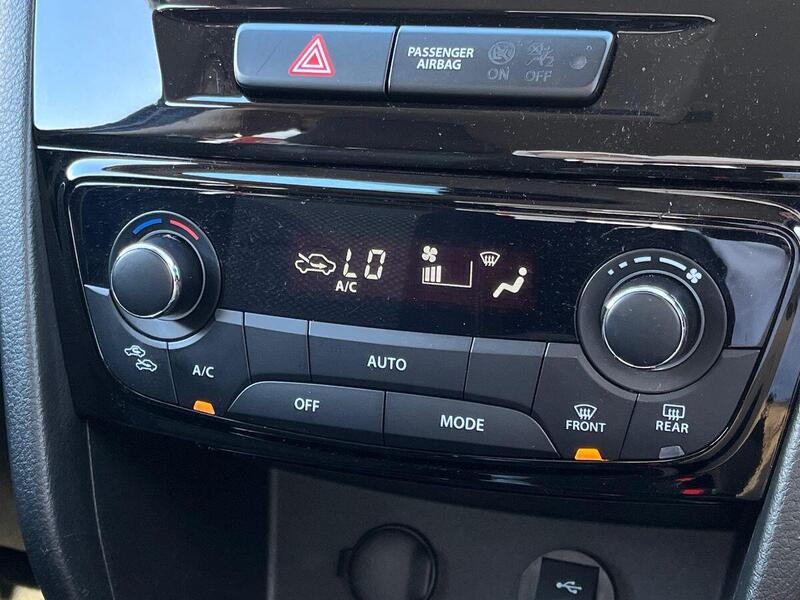 PASSENGER
AIRBAG
ON
OFF
LO
A/C
A/C
AUTO
OFF
MODE
FRONT
REAR